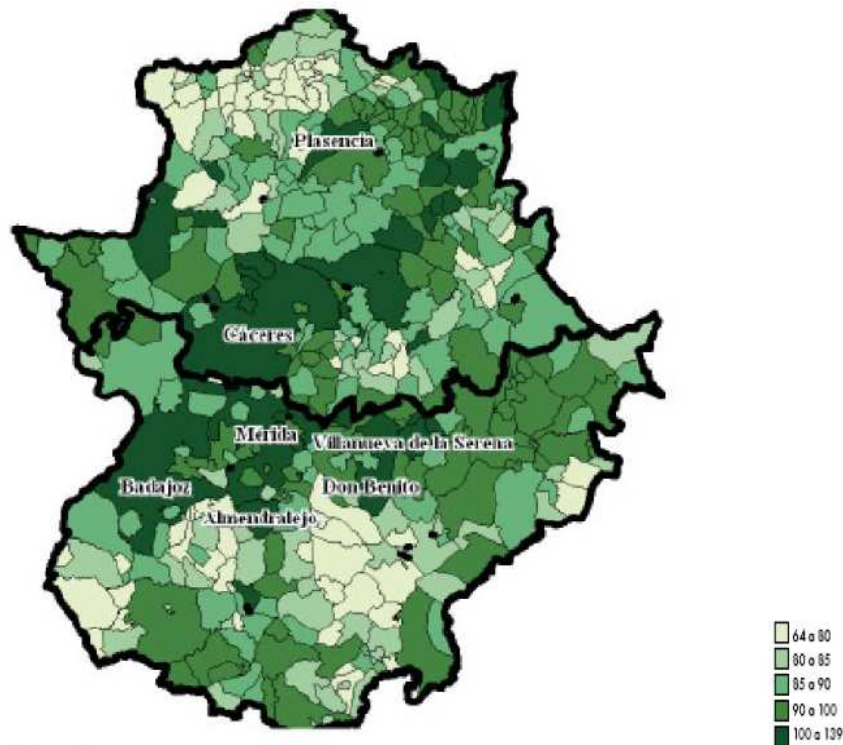 Plasencia
Cáceres
Mérida
Villanueva de la Serena
Badajoz
Don Benito
Almendralejo
64 a 80
80 a 85
85 a 90
90 a 100
100 a 139